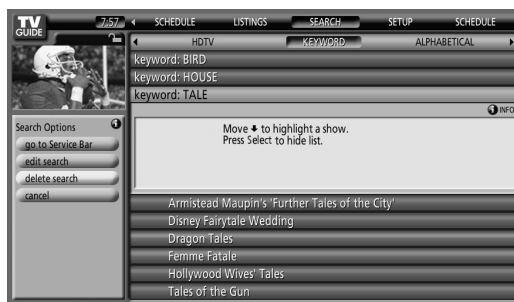 TV
GUIDE
7:57
SCHEDULE LISTINGS SEARCH SETUP SCHEDULE
HDTV KEYWORD ALPHABETICAL
keyword: BIRD
keyword: HOUSE
keyword: TALE
INFO
Search Options
go to Service Bar
edit search
delete search
cancel
Move ⬇ to highlight a show.
Press Select to hide list.
Armistead Maupin's 'Further Tales of the City'
Disney Fairytale Wedding
Dragon Tales
Femme Fatale
Hollywood Wives' Tales
Tales of the Gun